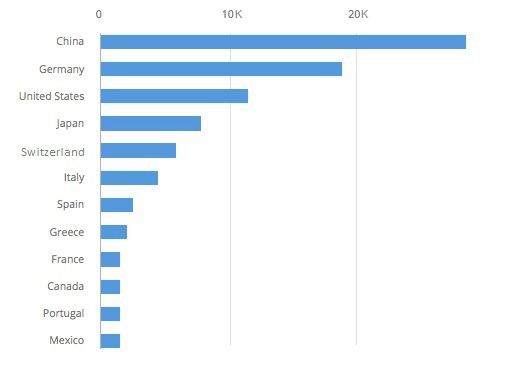 0 10K 20K
China
Germany
United States
Japan
Switzerland
Italy
Spain
Greece
France
Canada
Portugal
Mexico